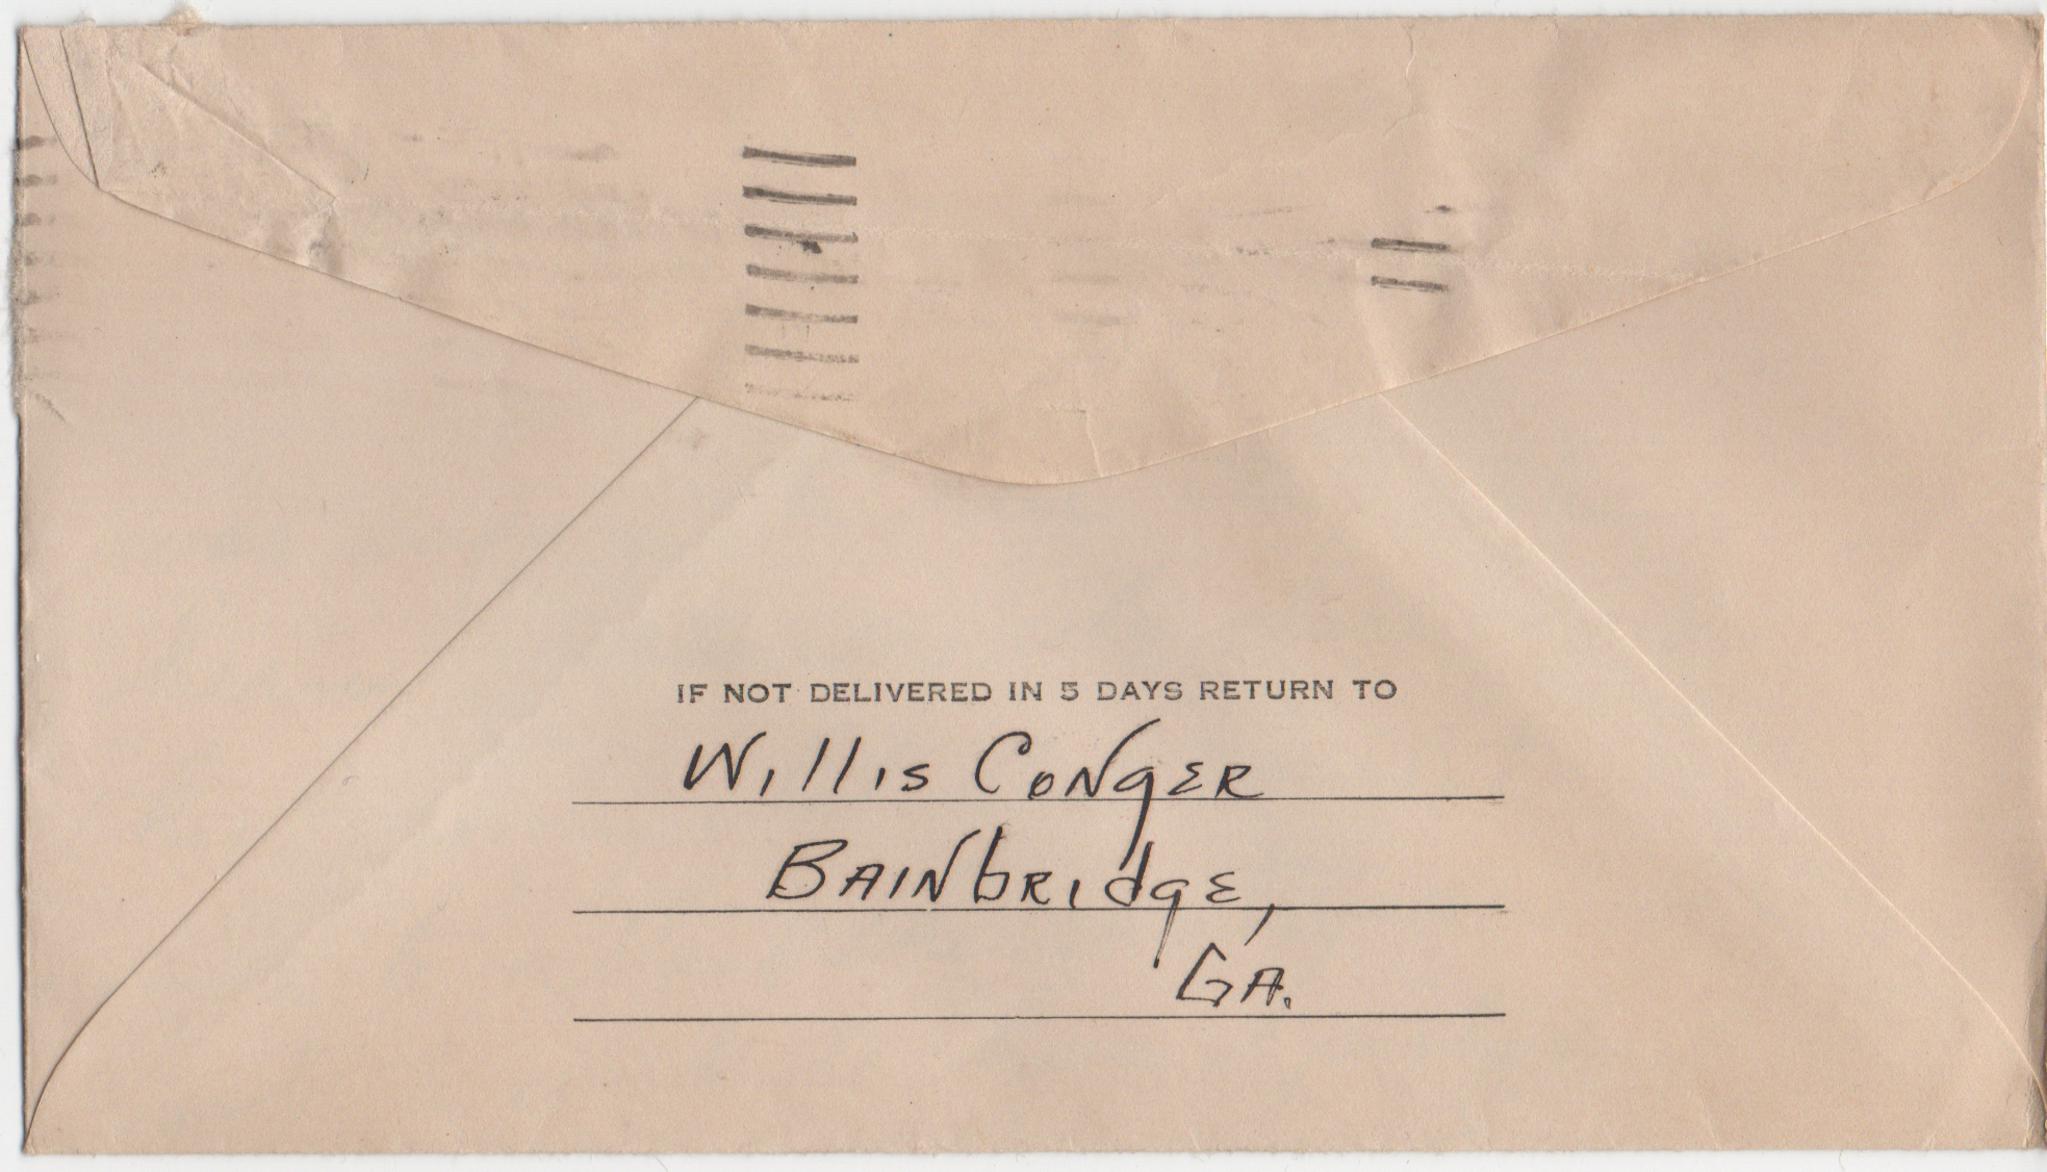 IF NOT DELIVERED IN 5 DAYS RETURN TO
Willis Conger
Bainbridge,
Ga.